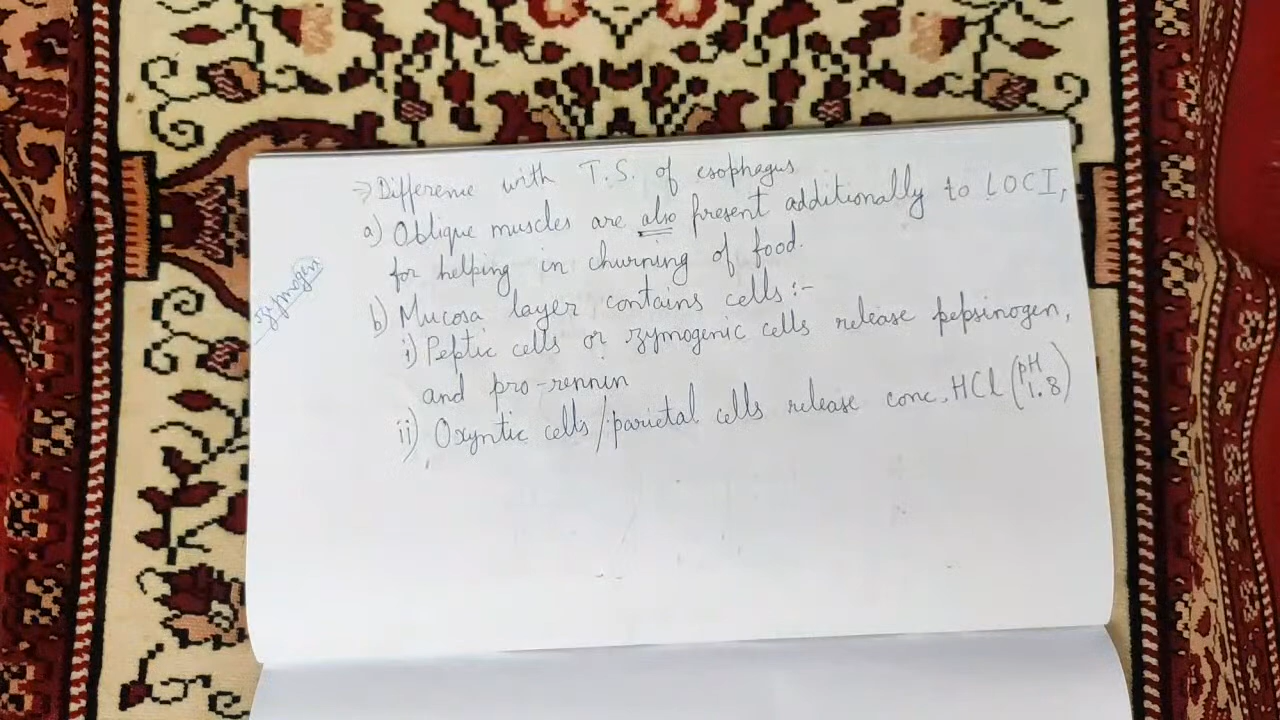 → Difference with T.S. of esophagus
a) Oblique muscles are also present additionally to LOCI,
for helping in churning of food.
b) Mucosa layer contains cells :-
i) Peptic cells or zymogenic cells release pepsinogen,
and pro-rennin
ii) Oxyntic cells / parietal cells release conc. HCl (pH 1.8)
zymogen